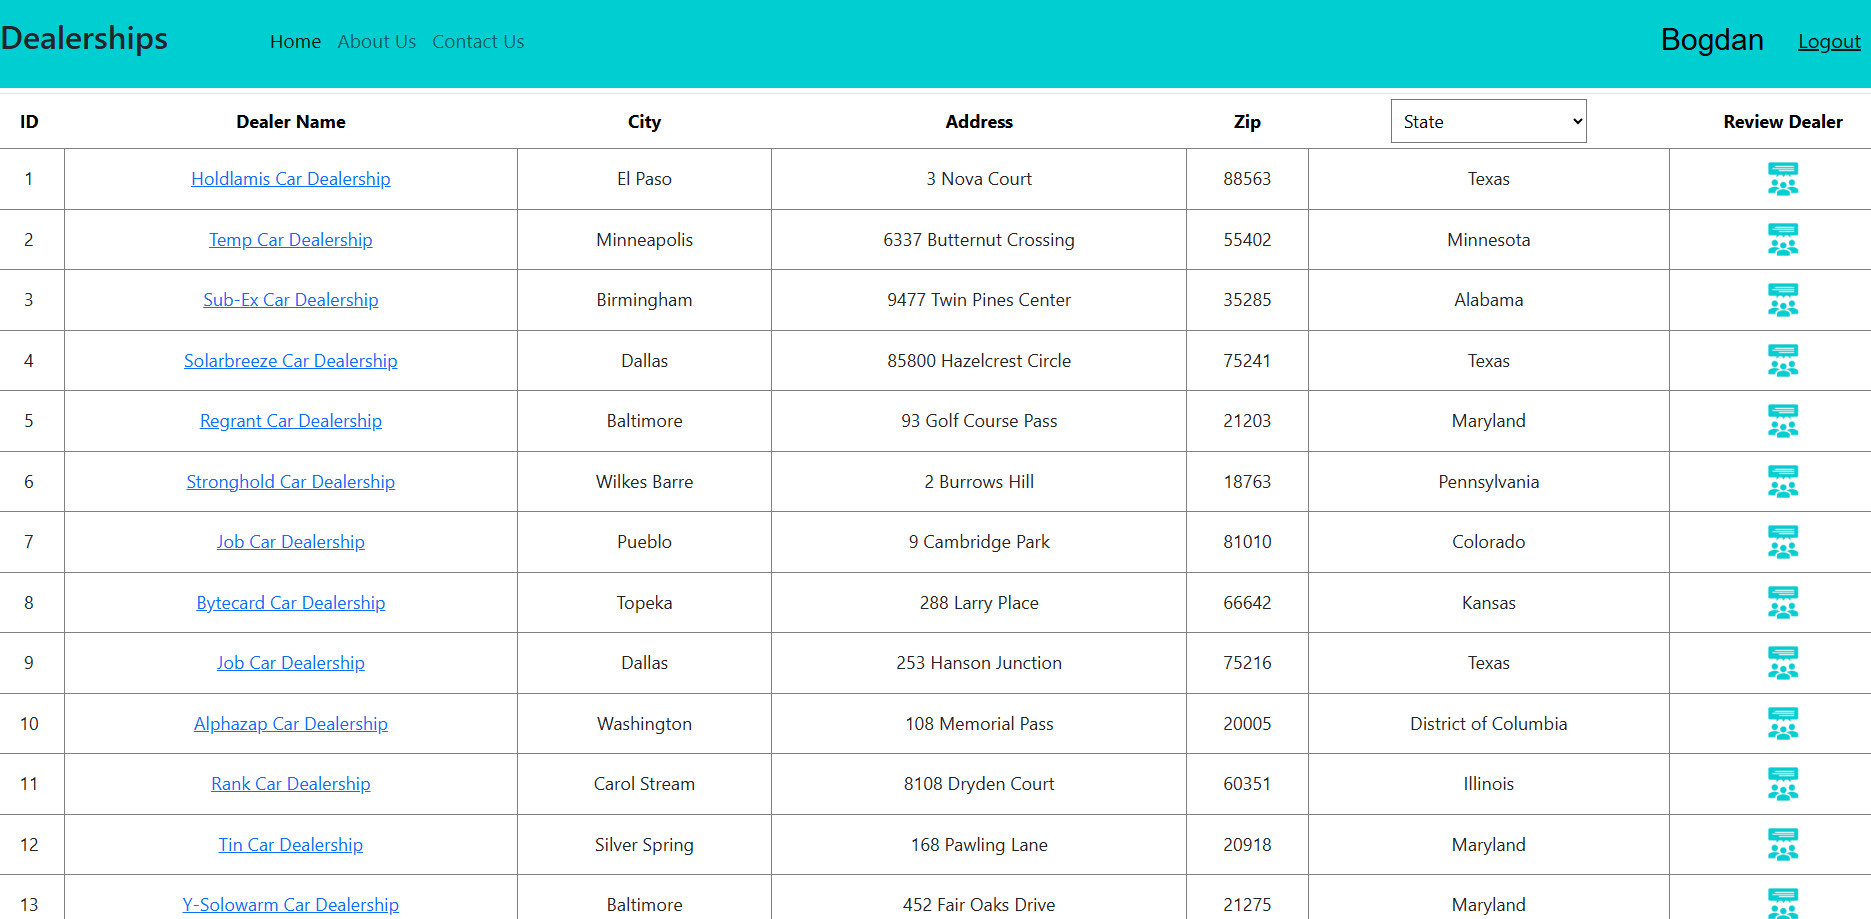 Dealerships Home About Us Contact Us Bogdan Logout
ID Dealer Name City Address Zip State Review Dealer
1 Holdlamis Car Dealership El Paso 3 Nova Court 88563 Texas
2 Temp Car Dealership Minneapolis 6337 Butternut Crossing 55402 Minnesota
3 Sub-Ex Car Dealership Birmingham 9477 Twin Pines Center 35285 Alabama
4 Solarbreeze Car Dealership Dallas 85800 Hazelcrest Circle 75241 Texas
5 Regrant Car Dealership Baltimore 93 Golf Course Pass 21203 Maryland
6 Stronghold Car Dealership Wilkes Barre 2 Burrows Hill 18763 Pennsylvania
7 Job Car Dealership Pueblo 9 Cambridge Park 81010 Colorado
8 Bytecard Car Dealership Topeka 288 Larry Place 66642 Kansas
9 Job Car Dealership Dallas 253 Hanson Junction 75216 Texas
10 Alphazap Car Dealership Washington 108 Memorial Pass 20005 District of Columbia
11 Rank Car Dealership Carol Stream 8108 Dryden Court 60351 Illinois
12 Tin Car Dealership Silver Spring 168 Pawling Lane 20918 Maryland
13 Y-Solowarm Car Dealership Baltimore 452 Fair Oaks Drive 21275 Maryland